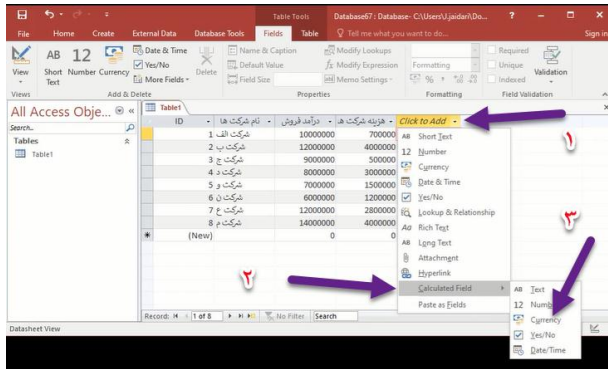 Table Tools
Database67 : Database- C:\Users\l.jaidari\Do...
?
File Home Create External Data Database Tools Fields Table Tell me what you want to do... Sign in
View
AB Short Text
12 Number
Currency
Date & Time
Yes/No
More Fields
Delete
Name & Caption
Default Value
Field Size
Modify Lookups
Modify Expression
Memo Settings
Formatting
% ,
Required
Unique
Indexed
Validation
Views Add & Delete Properties Formatting Field Validation
All Access Obje... «
Search..
Tables
Table1
Table1
ID نام شرکت ها درآمد فروش هزینه شرکت ها Click to Add
1 شرکت الف 10000000 700000
2 شرکت ب 12000000 4000000
3 شرکت ج 9000000 500000
4 شرکت د 8000000 3000000
5 شرکت و 7000000 1500000
6 شرکت ن 6000000 1200000
7 شرکت ع 12000000 2800000
8 شرکت م 14000000 4000000
* (New) 0 0
AB Short Text
12 Number
Currency
Date & Time
Yes/No
Lookup & Relationship
Aa Rich Text
AB Long Text
Attachment
Hyperlink
Calculated Field
Paste as Fields
AB Text
12 Numb
Currency
Yes/No
Date/Time
۱
۲
۳
Record: 1 of 8 No Filter Search
Datasheet View